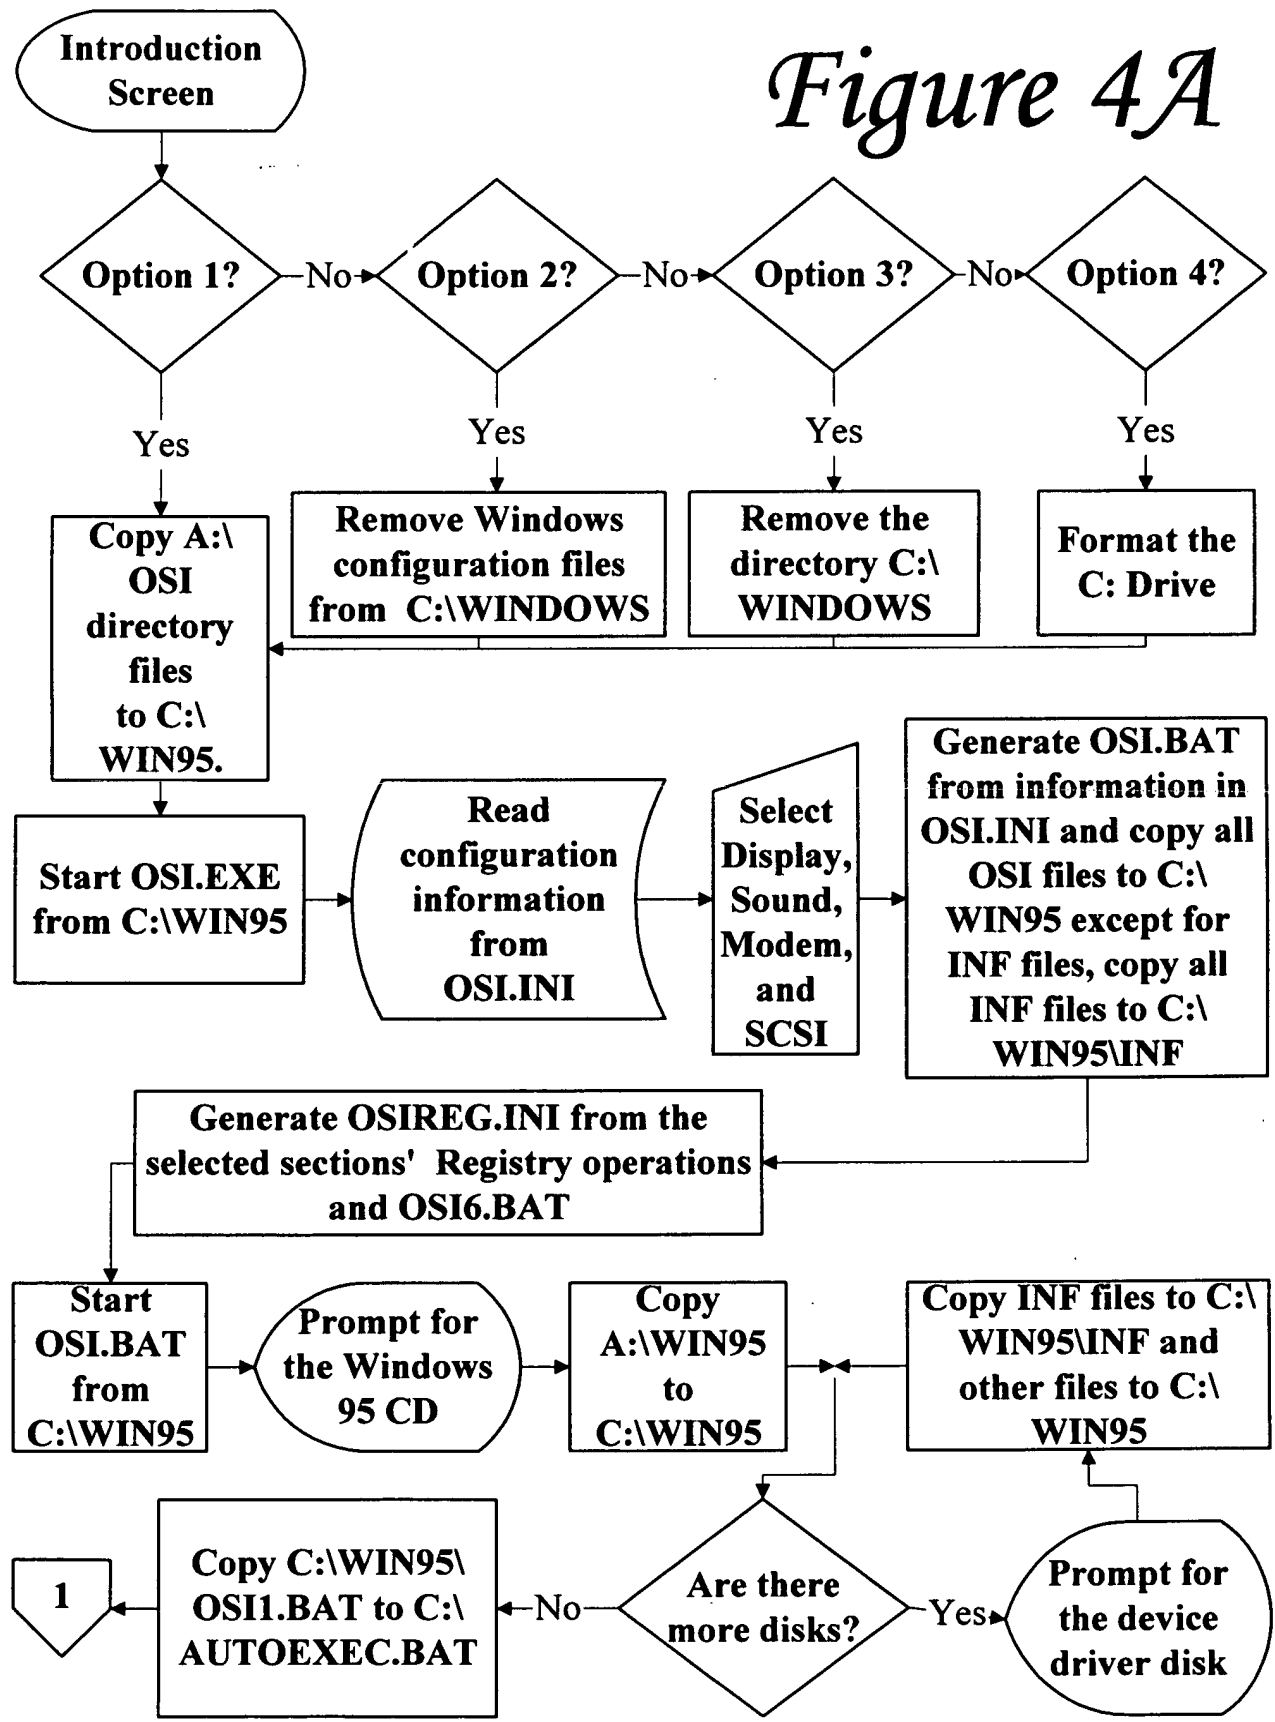 Introduction
Screen
Figure 4A
Option 1?
No
Option 2?
No
Option 3?
No
Option 4?
Yes
Yes
Yes
Yes
Copy A:\
OSI
directory
files
to C:\
WIN95.
Remove Windows
configuration files
from C:\WINDOWS
Remove the
directory C:\
WINDOWS
Format the
C: Drive
Start OSI.EXE
from C:\WIN95
Read
configuration
information
from
OSI.INI
Select
Display,
Sound,
Modem,
and
SCSI
Generate OSI.BAT
from information in
OSI.INI and copy all
OSI files to C:\
WIN95 except for
INF files, copy all
INF files to C:\
WIN95\INF
Generate OSIREG.INI from the
selected sections' Registry operations
and OSI6.BAT
Start
OSI.BAT
from
C:\WIN95
Prompt for
the Windows
95 CD
Copy
A:\WIN95
to
C:\WIN95
Copy INF files to C:\
WIN95\INF and
other files to C:\
WIN95
1
Copy C:\WIN95\
OSI1.BAT to C:\
AUTOEXEC.BAT
No
Are there
more disks?
Yes
Prompt for
the device
driver disk